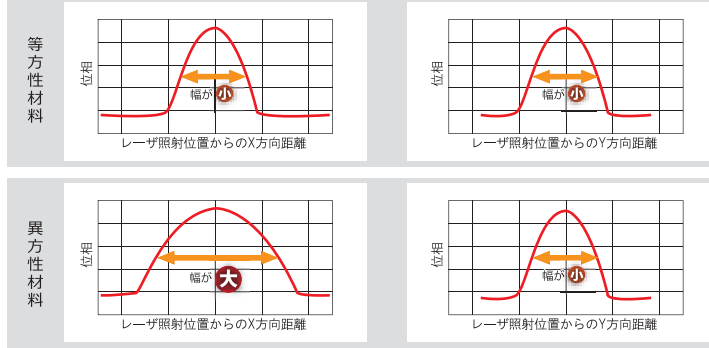 等方性材料
位相
幅が小
レーザ照射位置からのX方向距離
位相
幅が小
レーザ照射位置からのY方向距離
異方性材料
位相
幅が大
レーザ照射位置からのX方向距離
位相
幅が小
レーザ照射位置からのY方向距離